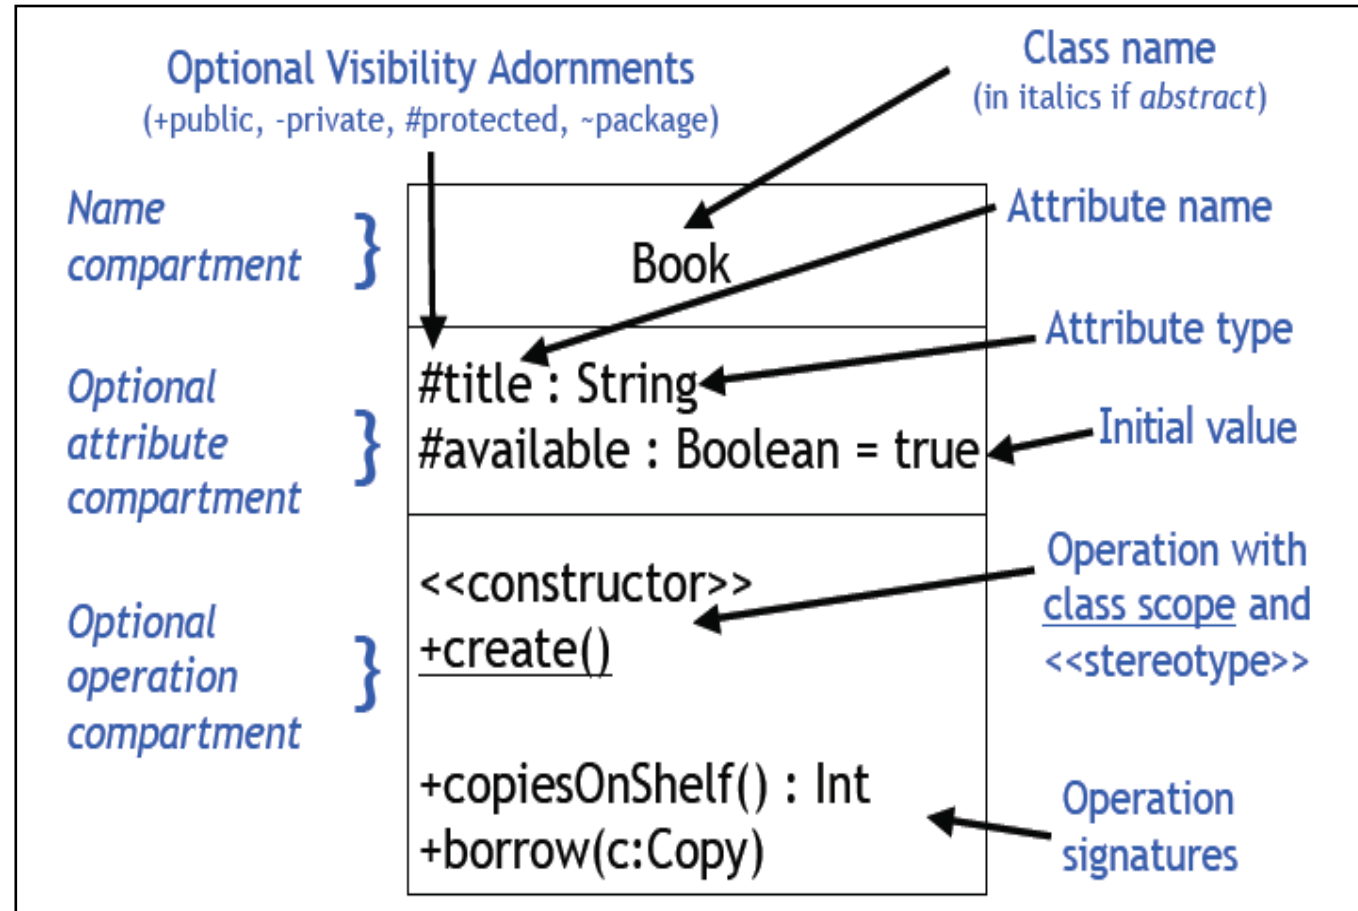 Optional Visibility Adornments
(+public, -private, #protected, ~package)
Class name
(in italics if abstract)
Name
compartment
}
Book
Attribute name
Optional
attribute
compartment
}
#title : String
#available : Boolean = true
Attribute type
Initial value
Optional
operation
compartment
}
<<constructor>>
+create()
+copiesOnShelf() : Int
+borrow(c:Copy)
Operation with
class scope and
<<stereotype>>
Operation
signatures